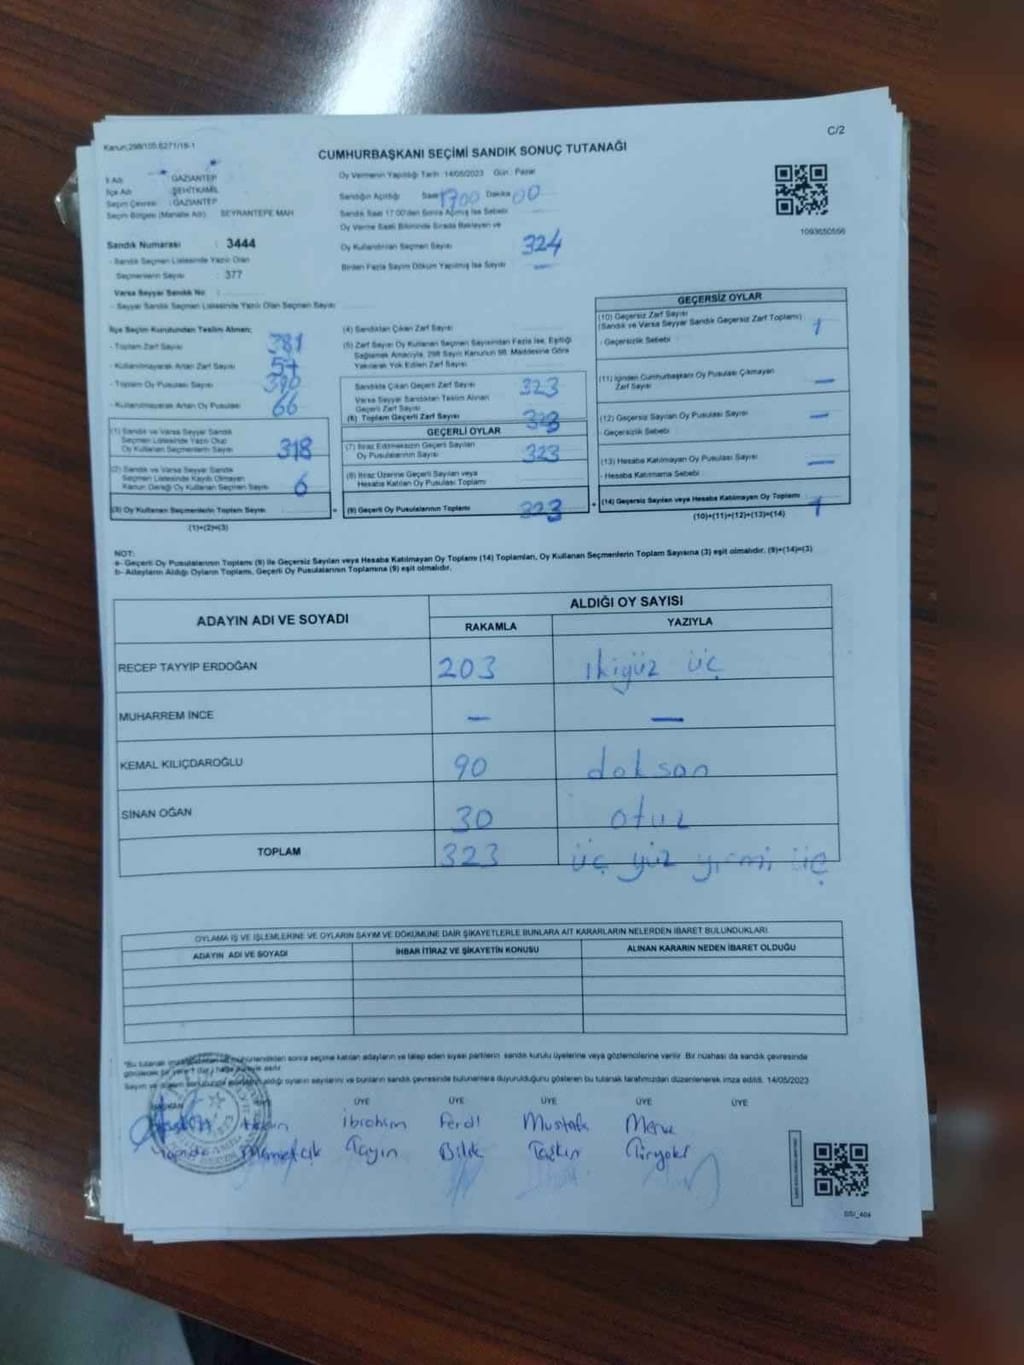 Kanun;298/105.6271/18-1
C/2
CUMHURBAŞKANI SEÇİMİ SANDIK SONUÇ TUTANAĞI
İl Adı : GAZİANTEP
İlçe Adı : ŞEHİTKAMİL
Seçim Çevresi : GAZİANTEP
Seçim Bölgesi (Mahalle Adı) : SEYRANTEPE MAH
Oy Vermenin Yapıldığı Tarih : 14/05/2023 Gün : Pazar
Sandığın Açıldığı Saat 1700 Dakika 00
Sandık Saat 17:00'den Sonra Açılmış İse Sebebi
Oy Verme Saati Bitiminde Sırada Bekleyen ve
Oy Kullandırılan Seçmen Sayısı 324
Birden Fazla Sayım Döküm Yapılmış İse Sayısı —
1093650556
Sandık Numarası : 3444
- Sandık Seçmen Listesinde Yazılı Olan
Seçmenlerin Sayısı : 377
Varsa Seyyar Sandık No :
- Seyyar Sandık Seçmen Listesinde Yazılı Olan Seçmen Sayısı
İlçe Seçim Kurulundan Teslim Alınan;
- Toplam Zarf Sayısı 381
- Kullanılmayarak Artan Zarf Sayısı 57
- Toplam Oy Pusulası Sayısı 390
- Kullanılmayarak Artan Oy Pusulası 66
(1) Sandık ve Varsa Seyyar Sandık
Seçmen Listesinde Yazılı Olup
Oy Kullanan Seçmenlerin Sayısı 318
(2) Sandık ve Varsa Seyyar Sandık
Seçmen Listesinde Kaydı Olmayan
Kanun Gereği Oy Kullanan Seçmen Sayısı 6
(3) Oy Kullanan Seçmenlerin Toplam Sayısı
(1)+(2)=(3)
(4) Sandıktan Çıkan Zarf Sayısı
(5) Zarf Sayısı Oy Kullanan Seçmen Sayısından Fazla İse, Eşitliği
Sağlamak Amacıyla, 298 Sayılı Kanunun 98. Maddesine Göre
Yakılarak Yok Edilen Zarf Sayısı
Sandıkta Çıkan Geçerli Zarf Sayısı 323
Varsa Seyyar Sandıktan Teslim Alınan
Geçerli Zarf Sayısı
(6) Toplam Geçerli Zarf Sayısı 323
GEÇERLİ OYLAR
(7) İtiraz Edilmeksizin Geçerli Sayılan
Oy Pusulalarının Sayısı 323
(8) İtiraz Üzerine Geçerli Sayılan veya
Hesaba Katılan Oy Pusulası Toplamı
(9) Geçerli Oy Pusulalarının Toplamı 323
GEÇERSİZ OYLAR
(10) Geçersiz Zarf Sayısı
(Sandık ve Varsa Seyyar Sandık Geçersiz Zarf Toplamı) 1
- Geçersizlik Sebebi
(11) İçinden Cumhurbaşkanı Oy Pusulası Çıkmayan
Zarf Sayısı —
(12) Geçersiz Sayılan Oy Pusulası Sayısı —
- Geçersizlik Sebebi
(13) Hesaba Katılmayan Oy Pusulası Sayısı —
- Hesaba Katılmama Sebebi
(14) Geçersiz Sayılan veya Hesaba Katılmayan Oy Toplamı 1
(10)+(11)+(12)+(13)=(14)
NOT:
a- Geçerli Oy Pusulalarının Toplamı (9) ile Geçersiz Sayılan veya Hesaba Katılmayan Oy Toplamı (14) Toplamları, Oy Kullanan Seçmenlerin Toplam Sayısına (3) eşit olmalıdır. (9)+(14)=(3)
b- Adayların Aldığı Oyların Toplamı, Geçerli Oy Pusulalarının Toplamına (9) eşit olmalıdır.
ADAYIN ADI VE SOYADI
ALDIĞI OY SAYISI
RAKAMLA YAZIYLA
RECEP TAYYİP ERDOĞAN 203 ikiyüz üç
MUHARREM İNCE — —
KEMAL KILIÇDAROĞLU 90 doksan
SİNAN OĞAN 30 otuz
TOPLAM 323 üç yüz yirmi üç
OYLAMA İŞ VE İŞLEMLERİNE VE OYLARIN SAYIM VE DÖKÜMÜNE DAİR ŞİKAYETLERLE BUNLARA AİT KARARLARIN NELERDEN İBARET BULUNDUKLARI
ADAYIN ADI VE SOYADI İHBAR İTİRAZ VE ŞİKAYETİN KONUSU ALINAN KARARIN NEDEN İBARET OLDUĞU
sonra seçime katılan adayların ve talep eden siyasi partilerin sandık kurulu üyelerine veya gözlemcilerine verilir. Bir nüshası da sandık çevresinde
aldığı oyların sayılarını ve bunların sandık çevresinde bulunanlara duyurulduğunu gösteren bu tutanak tarafımızdan düzenlenerek imza edildi. 14/05/2023
ÜYE ÜYE ÜYE ÜYE ÜYE ÜYE
İbrahim Ferdi Mustafa Merve
Tayın Bilik Taşkın Tiryaki
SSI_404